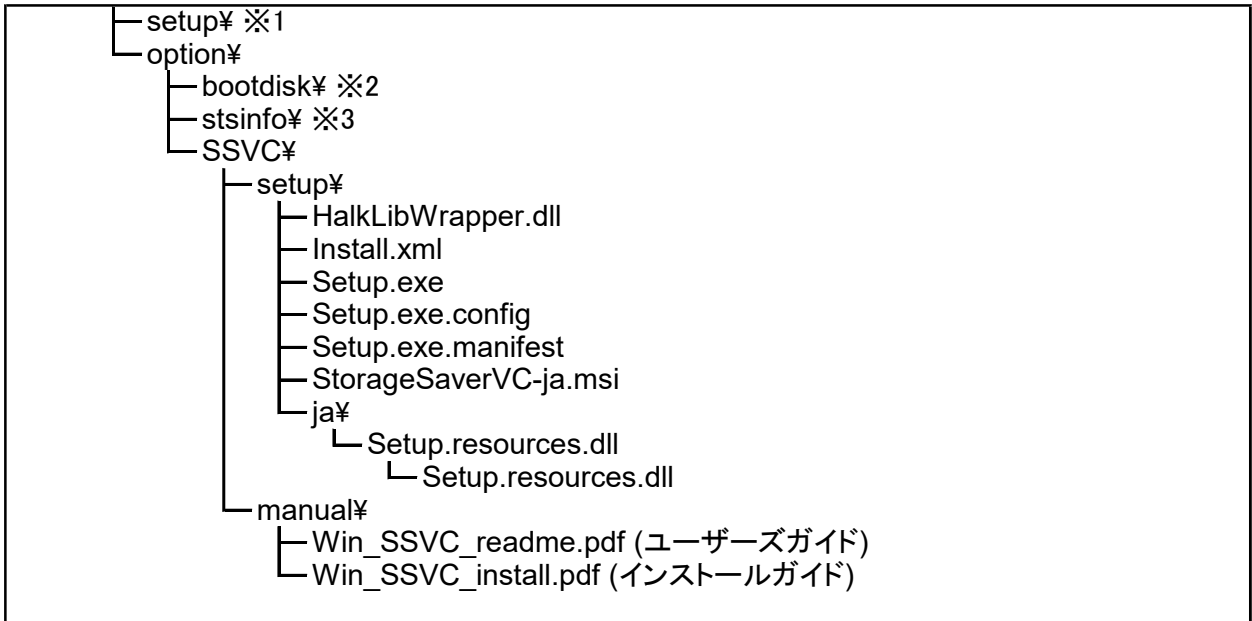 setup¥ ※1
option¥
bootdisk¥ ※2
stsinfo¥ ※3
SSVC¥
setup¥
HalkLibWrapper.dll
Install.xml
Setup.exe
Setup.exe.config
Setup.exe.manifest
StorageSaverVC-ja.msi
ja¥
Setup.resources.dll
Setup.resources.dll
manual¥
Win_SSVC_readme.pdf (ユーザーズガイド)
Win_SSVC_install.pdf (インストールガイド)